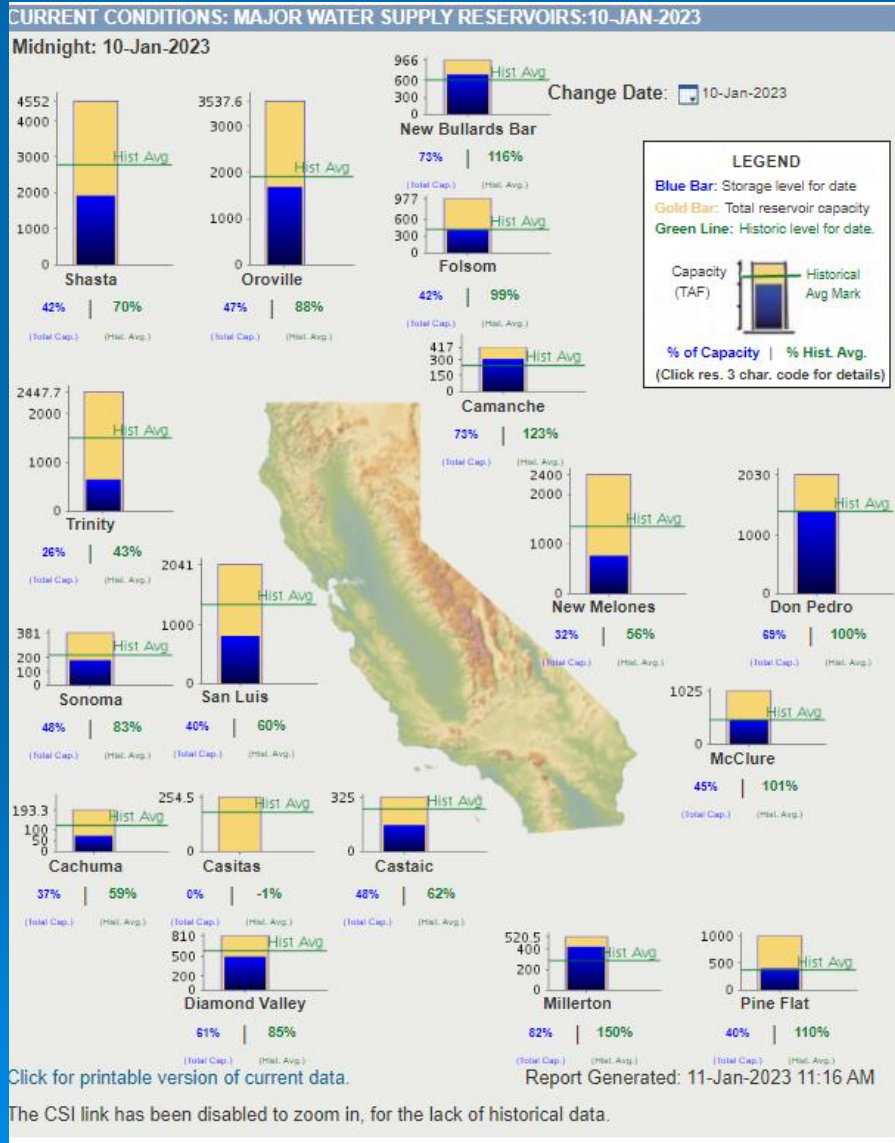 CURRENT CONDITIONS: MAJOR WATER SUPPLY RESERVOIRS:10-JAN-2023
Midnight: 10-Jan-2023
Change Date: 10-Jan-2023
966
600
300
0
Hist Avg
New Bullards Bar
73% | 116%
(Total Cap.) (Hist. Avg.)
4552
4000
3000
2000
1000
0
Hist Avg
Shasta
42% | 70%
(Total Cap.) (Hist. Avg.)
3537.6
3000
2000
1000
0
Hist Avg
Oroville
47% | 88%
(Total Cap.) (Hist. Avg.)
977
600
300
0
Hist Avg
Folsom
42% | 99%
(Total Cap.) (Hist. Avg.)
LEGEND
Blue Bar: Storage level for date
Gold Bar: Total reservoir capacity
Green Line: Historic level for date.
Capacity
(TAF)
Historical
Avg Mark
% of Capacity | % Hist. Avg.
(Click res. 3 char. code for details)
417
300
150
0
Hist Avg
Camanche
73% | 123%
(Total Cap.) (Hist. Avg.)
2447.7
2000
1000
0
Hist Avg
Trinity
26% | 43%
(Total Cap.) (Hist. Avg.)
2400
2000
1000
0
Hist Avg
New Melones
32% | 56%
(Total Cap.) (Hist. Avg.)
2030
1000
0
Hist Avg
Don Pedro
69% | 100%
(Total Cap.) (Hist. Avg.)
381
200
100
0
Hist Avg
Sonoma
48% | 83%
(Total Cap.) (Hist. Avg.)
2041
1000
0
Hist Avg
San Luis
40% | 60%
(Total Cap.) (Hist. Avg.)
1025
0
Hist Avg
McClure
45% | 101%
(Total Cap.) (Hist. Avg.)
193.3
100
50
0
Hist Avg
Cachuma
37% | 59%
(Total Cap.) (Hist. Avg.)
254.5
0
Hist Avg
Casitas
0% | -1%
(Total Cap.) (Hist. Avg.)
325
0
Hist Avg
Castaic
48% | 62%
(Total Cap.) (Hist. Avg.)
810
500
200
0
Hist Avg
Diamond Valley
61% | 85%
(Total Cap.) (Hist. Avg.)
520.5
400
200
0
Hist Avg
Millerton
82% | 150%
(Total Cap.) (Hist. Avg.)
1000
500
0
Hist Avg
Pine Flat
40% | 110%
(Total Cap.) (Hist. Avg.)
Click for printable version of current data.
Report Generated: 11-Jan-2023 11:16 AM
The CSI link has been disabled to zoom in, for the lack of historical data.